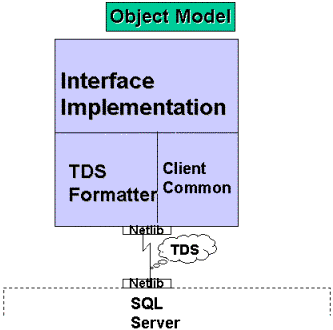 Object Model
Interface
Implementation
TDS
Formatter
Client
Common
Netlib
TDS
Netlib
SQL
Server